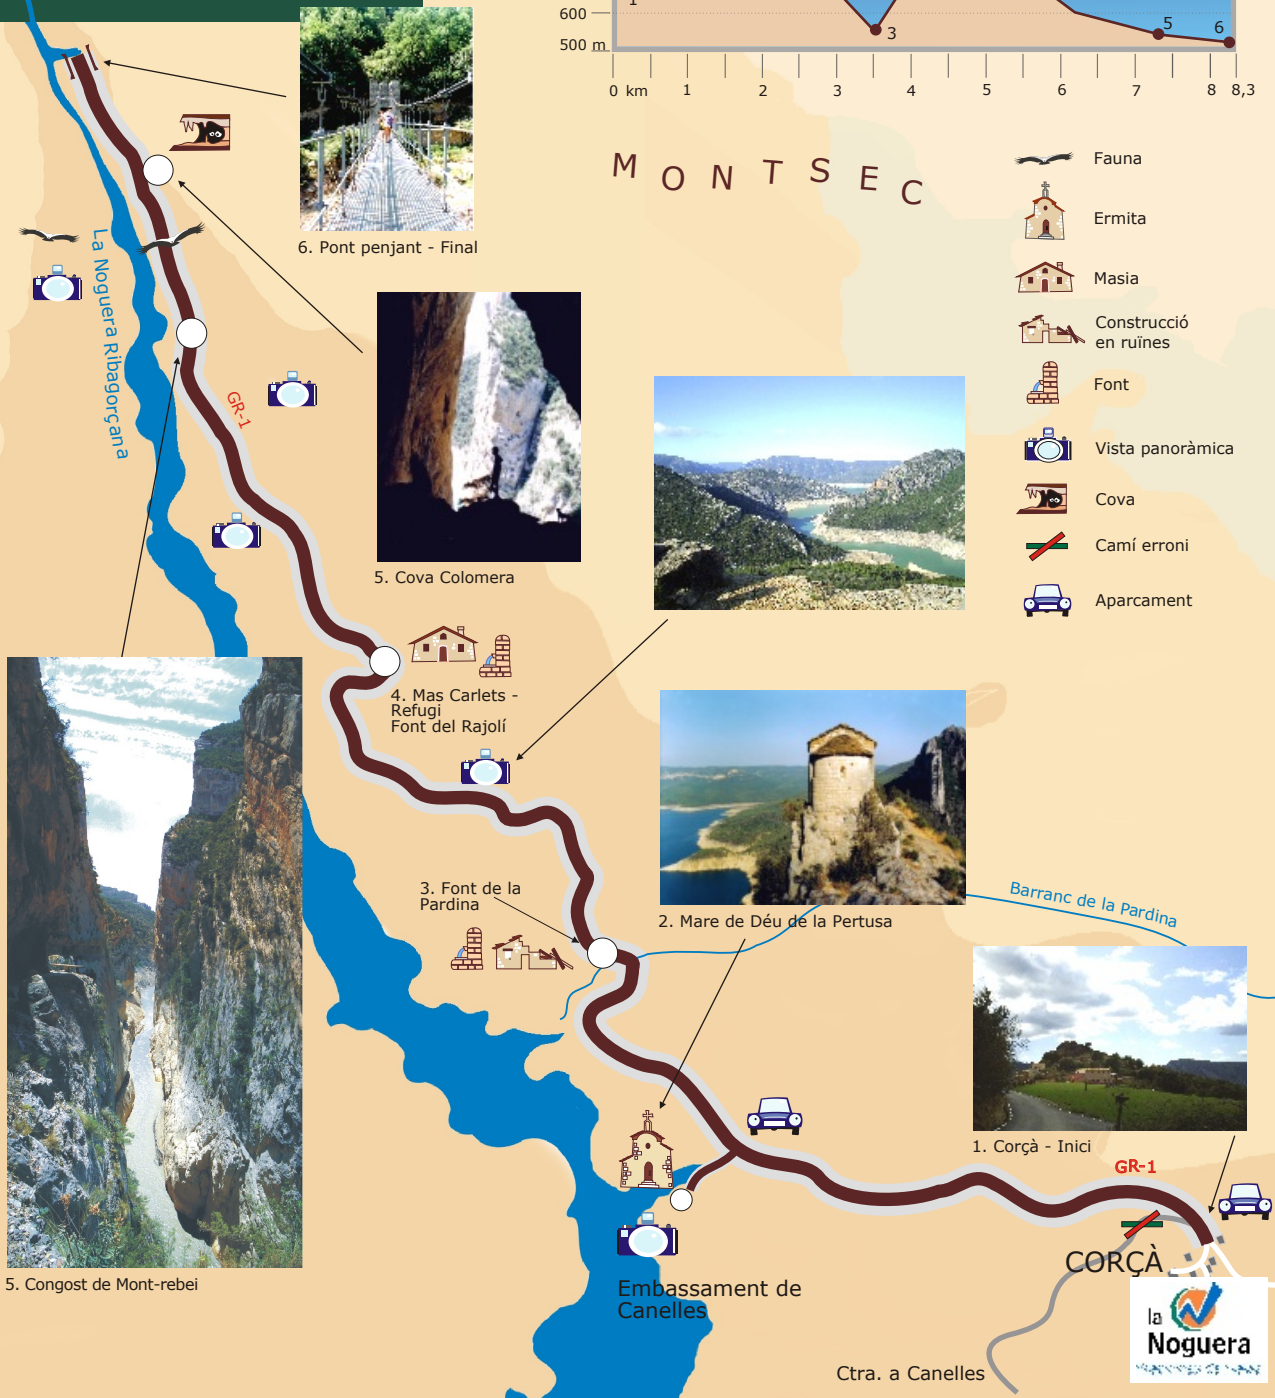 600
500 m
1
3
5
6
0 km 1 2 3 4 5 6 7 8 8,3
MONTSEC
Fauna
Ermita
Masia
Construcció
en ruïnes
Font
Vista panoràmica
Cova
Camí erroni
Aparcament
6. Pont penjant - Final
La Noguera Ribagorçana
GR-1
5. Cova Colomera
4. Mas Carlets -
Refugi
Font del Rajolí
3. Font de la
Pardina
2. Mare de Déu de la Pertusa
Barranc de la Pardina
1. Corçà - Inici
GR-1
CORÇÀ
5. Congost de Mont-rebei
Embassament de
Canelles
Ctra. a Canelles
la
Noguera